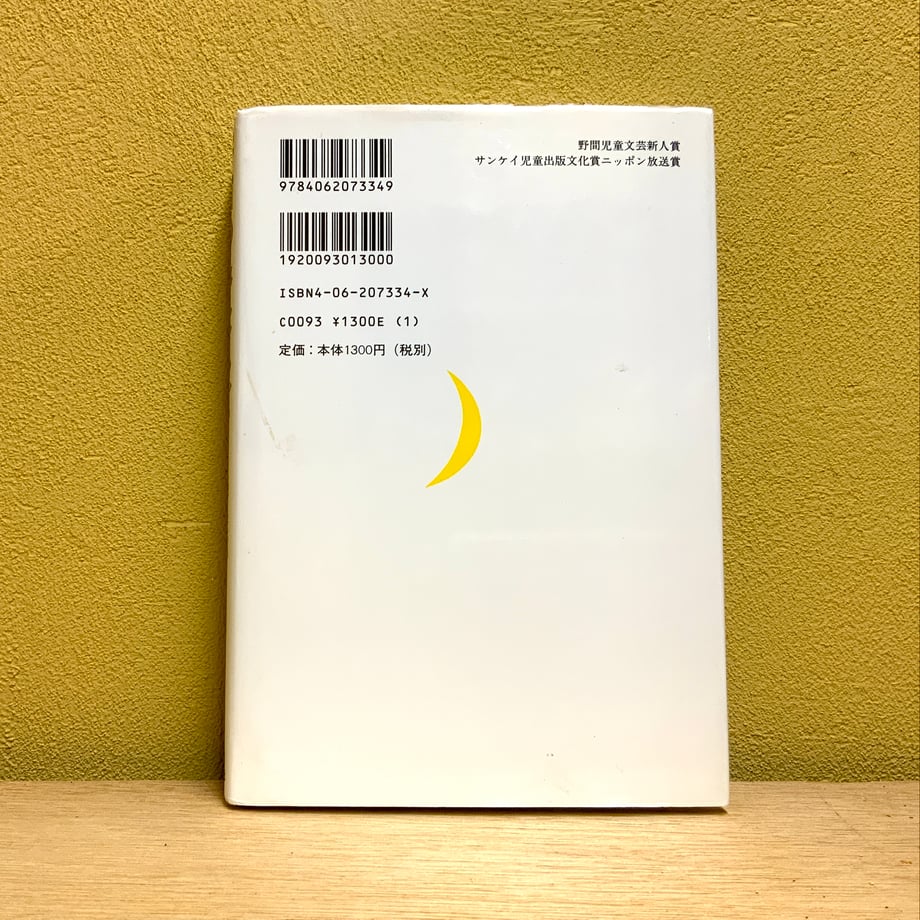 9784062073349
1920093013000
ISBN4-06-207334-X
C0093 ¥1300E (1)
定価：本体1300円（税別）
野間児童文芸新人賞
サンケイ児童出版文化賞ニッポン放送賞